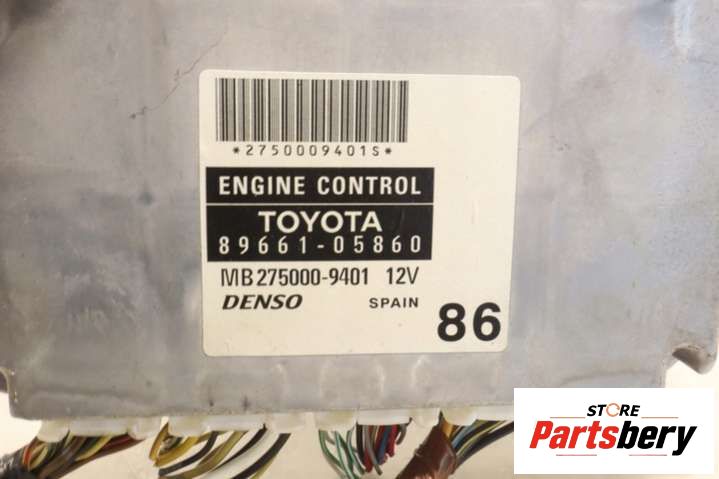 *2750009401S*
ENGINE CONTROL
TOYOTA
89661-05860
MB275000-9401 12V
DENSO SPAIN
86
STORE
Partsbery